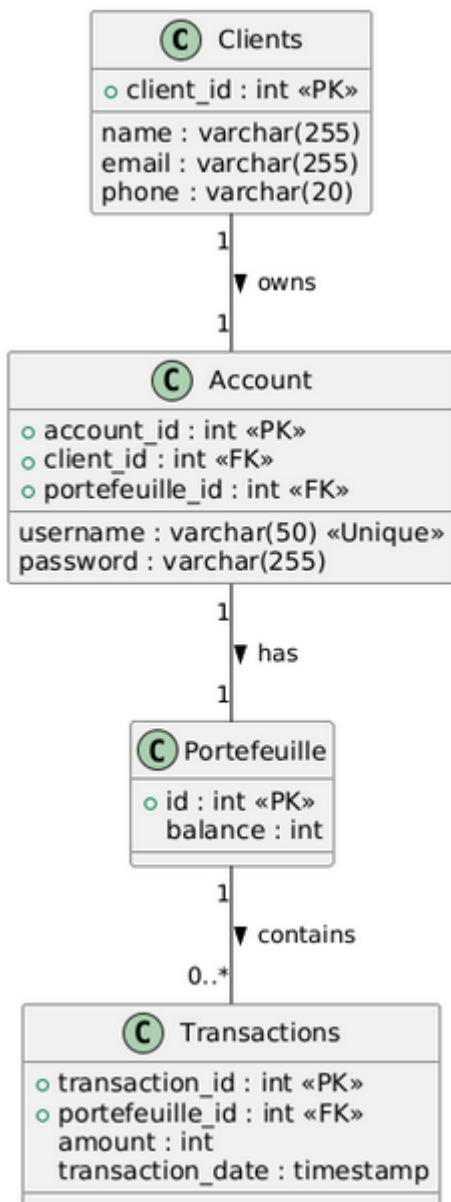 C Clients
client_id : int «PK»
name : varchar(255)
email : varchar(255)
phone : varchar(20)
1
owns
1
C Account
account_id : int «PK»
client_id : int «FK»
portefeuille_id : int «FK»
username : varchar(50) «Unique»
password : varchar(255)
1
has
1
C Portefeuille
id : int «PK»
balance : int
1
contains
0..*
C Transactions
transaction_id : int «PK»
portefeuille_id : int «FK»
amount : int
transaction_date : timestamp